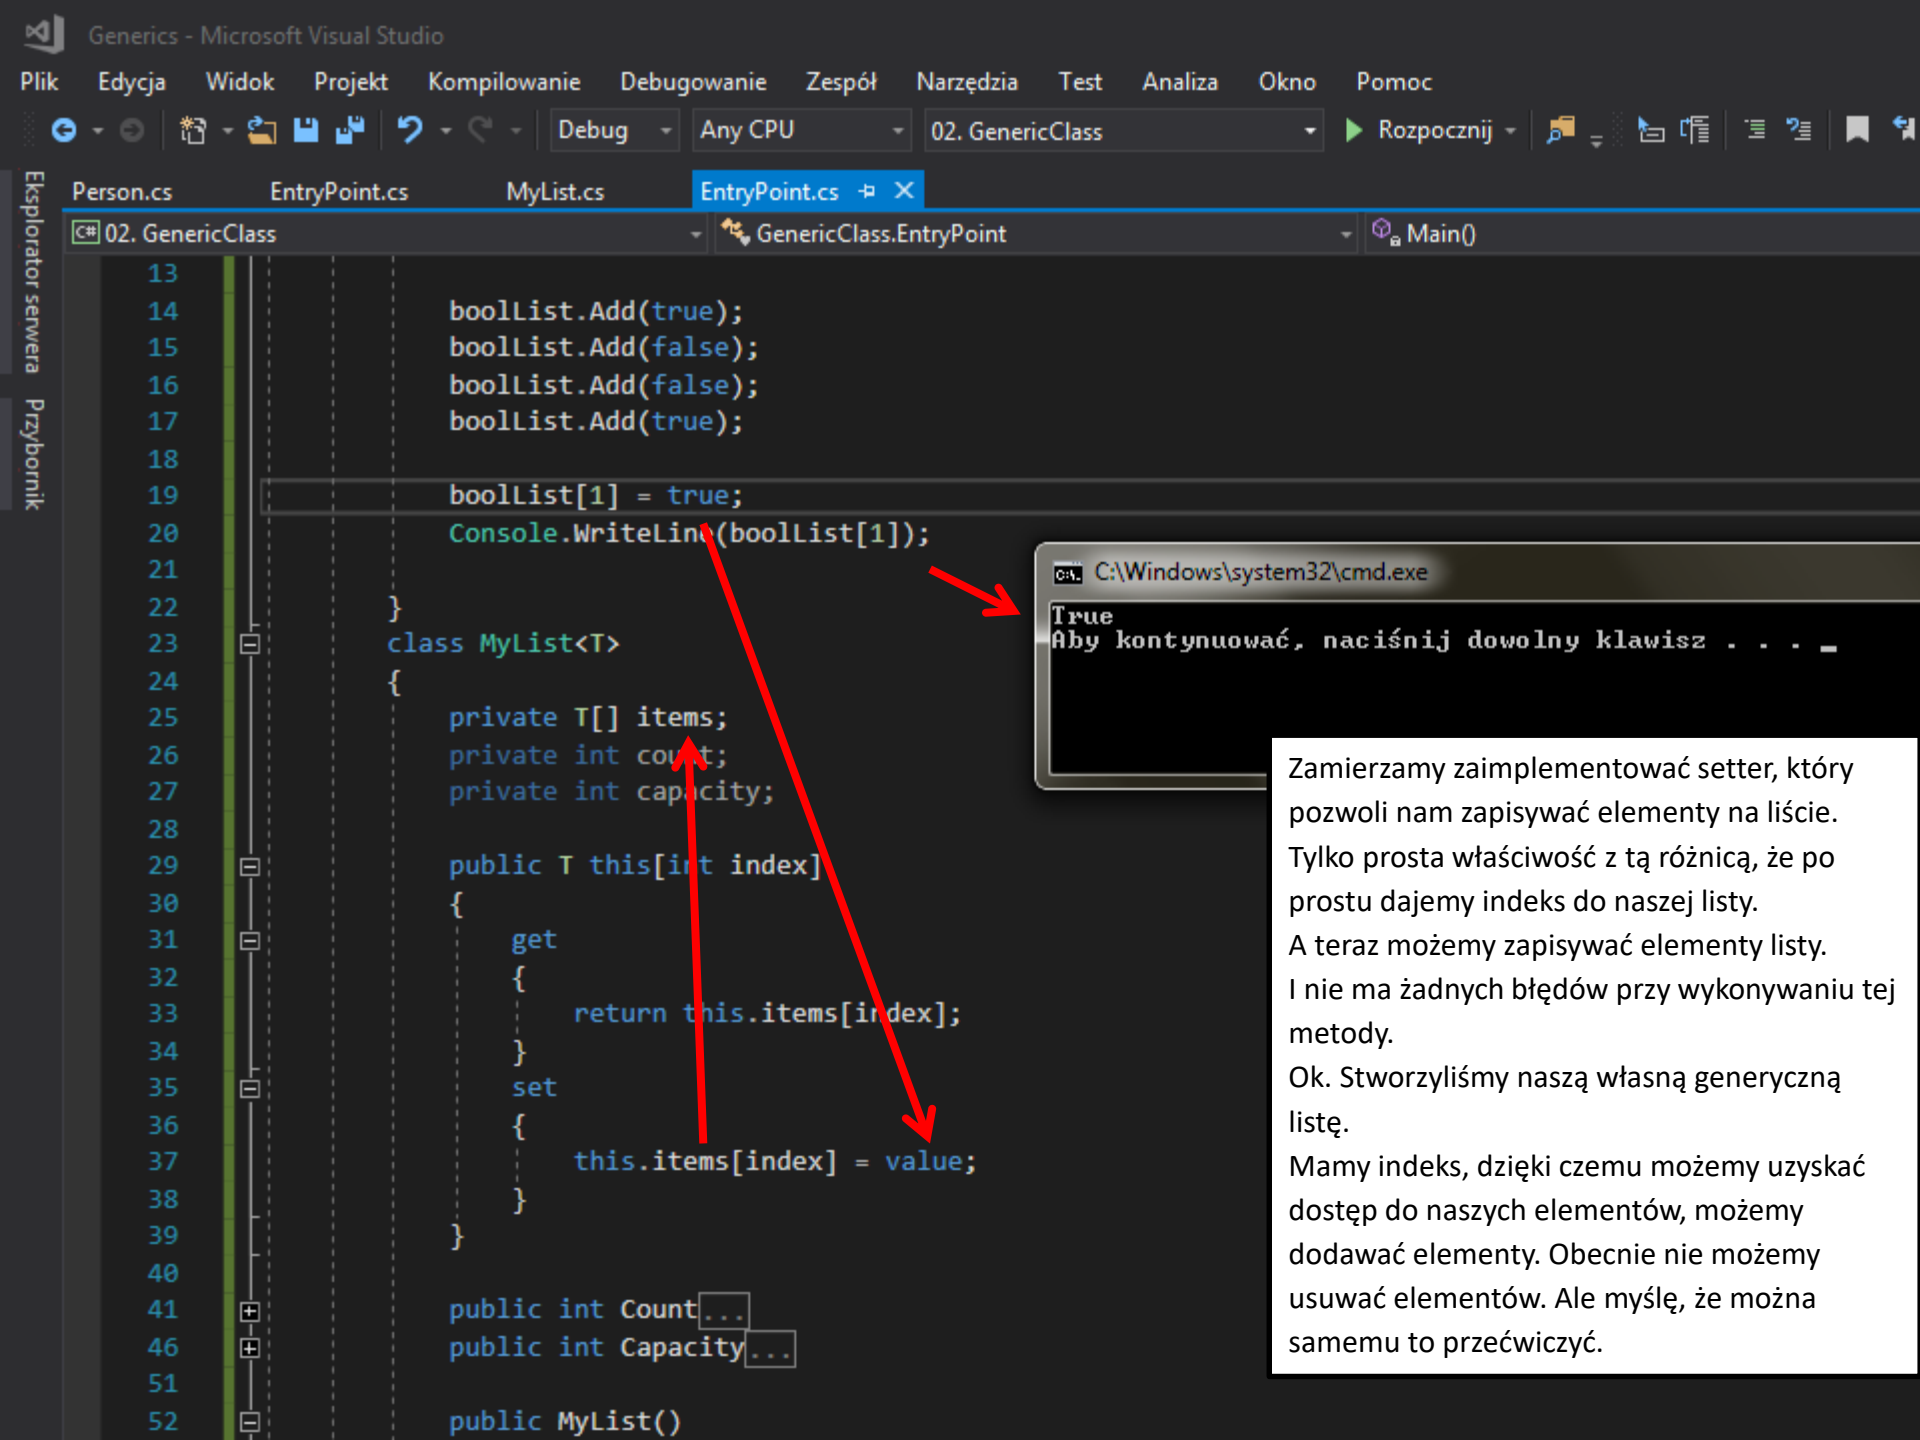 Generics - Microsoft Visual Studio
Plik Edycja Widok Projekt Kompilowanie Debugowanie Zespół Narzędzia Test Analiza Okno Pomoc
Debug Any CPU 02. GenericClass Rozpocznij
Eksplorator serwera
Przybornik
Person.cs EntryPoint.cs MyList.cs EntryPoint.cs
C# 02. GenericClass GenericClass.EntryPoint Main()
13
14 boolList.Add(true);
15 boolList.Add(false);
16 boolList.Add(false);
17 boolList.Add(true);
18
19 boolList[1] = true;
20 Console.WriteLine(boolList[1]);
21
22 }
23 class MyList<T>
24 {
25 private T[] items;
26 private int count;
27 private int capacity;
28
29 public T this[int index]
30 {
31 get
32 {
33 return this.items[index];
34 }
35 set
36 {
37 this.items[index] = value;
38 }
39 }
40
41 public int Count...
46 public int Capacity...
51
52 public MyList()
C:\Windows\system32\cmd.exe
True
Aby kontynuować, naciśnij dowolny klawisz . . . _
Zamierzamy zaimplementować setter, który
pozwoli nam zapisywać elementy na liście.
Tylko prosta właściwość z tą różnicą, że po
prostu dajemy indeks do naszej listy.
A teraz możemy zapisywać elementy listy.
I nie ma żadnych błędów przy wykonywaniu tej
metody.
Ok. Stworzyliśmy naszą własną generyczną
listę.
Mamy indeks, dzięki czemu możemy uzyskać
dostęp do naszych elementów, możemy
dodawać elementy. Obecnie nie możemy
usuwać elementów. Ale myślę, że można
samemu to przećwiczyć.